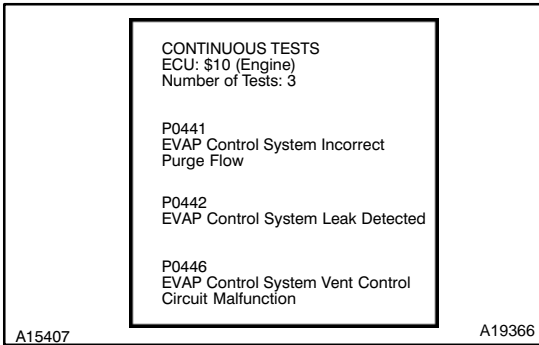 CONTINUOUS TESTS
ECU: $10 (Engine)
Number of Tests: 3
P0441
EVAP Control System Incorrect
Purge Flow
P0442
EVAP Control System Leak Detected
P0446
EVAP Control System Vent Control
Circuit Malfunction
A15407
A19366